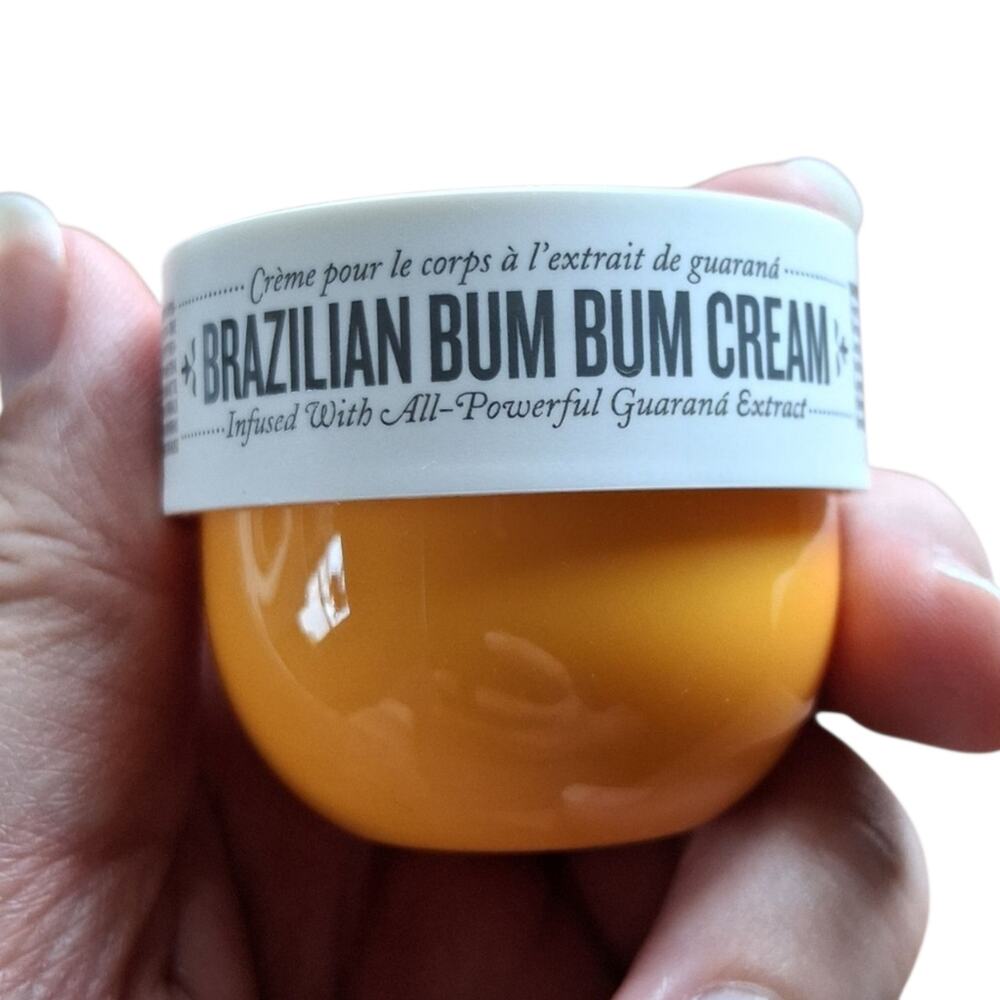 Crème pour le corps à l'extrait de guaraná
BRAZILIAN BUM BUM CREAM
Infused With All-Powerful Guaraná Extract